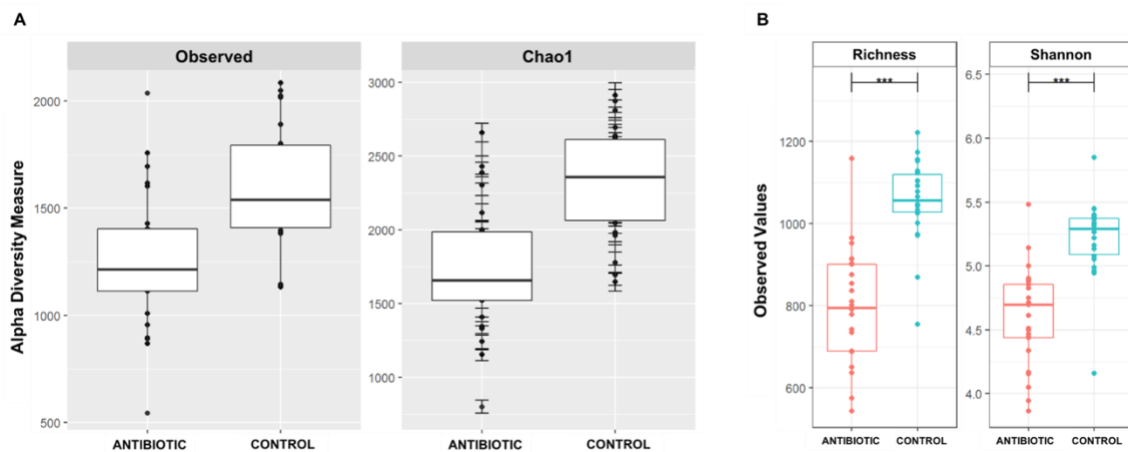 A
B
Observed
Chao1
Richness
Shannon
Alpha Diversity Measure
2000
1500
1000
500
3000
2500
2000
1500
1000
Observed Values
***
1200
1000
800
600
***
6.5
6.0
5.5
5.0
4.5
4.0
ANTIBIOTIC
CONTROL
ANTIBIOTIC
CONTROL
ANTIBIOTIC
CONTROL
ANTIBIOTIC
CONTROL